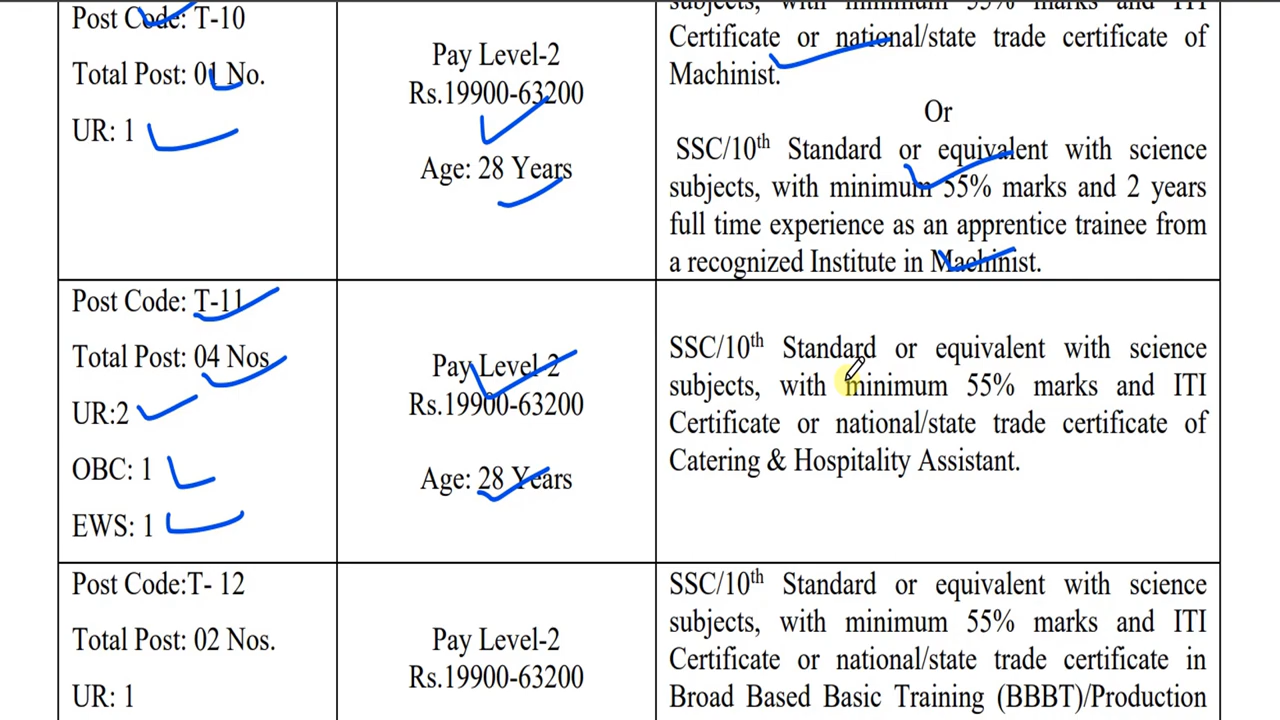 Post Code: T-10
Total Post: 01 No.
UR: 1
Pay Level-2
Rs.19900-63200
Age: 28 Years
subjects, with minimum 55% marks and ITI
Certificate or national/state trade certificate of
Machinist.
Or
SSC/10th Standard or equivalent with science
subjects, with minimum 55% marks and 2 years
full time experience as an apprentice trainee from
a recognized Institute in Machinist.
Post Code: T-11
Total Post: 04 Nos
UR:2
OBC: 1
EWS: 1
Pay Level-2
Rs.19900-63200
Age: 28 Years
SSC/10th Standard or equivalent with science
subjects, with minimum 55% marks and ITI
Certificate or national/state trade certificate of
Catering & Hospitality Assistant.
Post Code:T- 12
Total Post: 02 Nos.
UR: 1
Pay Level-2
Rs.19900-63200
SSC/10th Standard or equivalent with science
subjects, with minimum 55% marks and ITI
Certificate or national/state trade certificate in
Broad Based Basic Training (BBBT)/Production